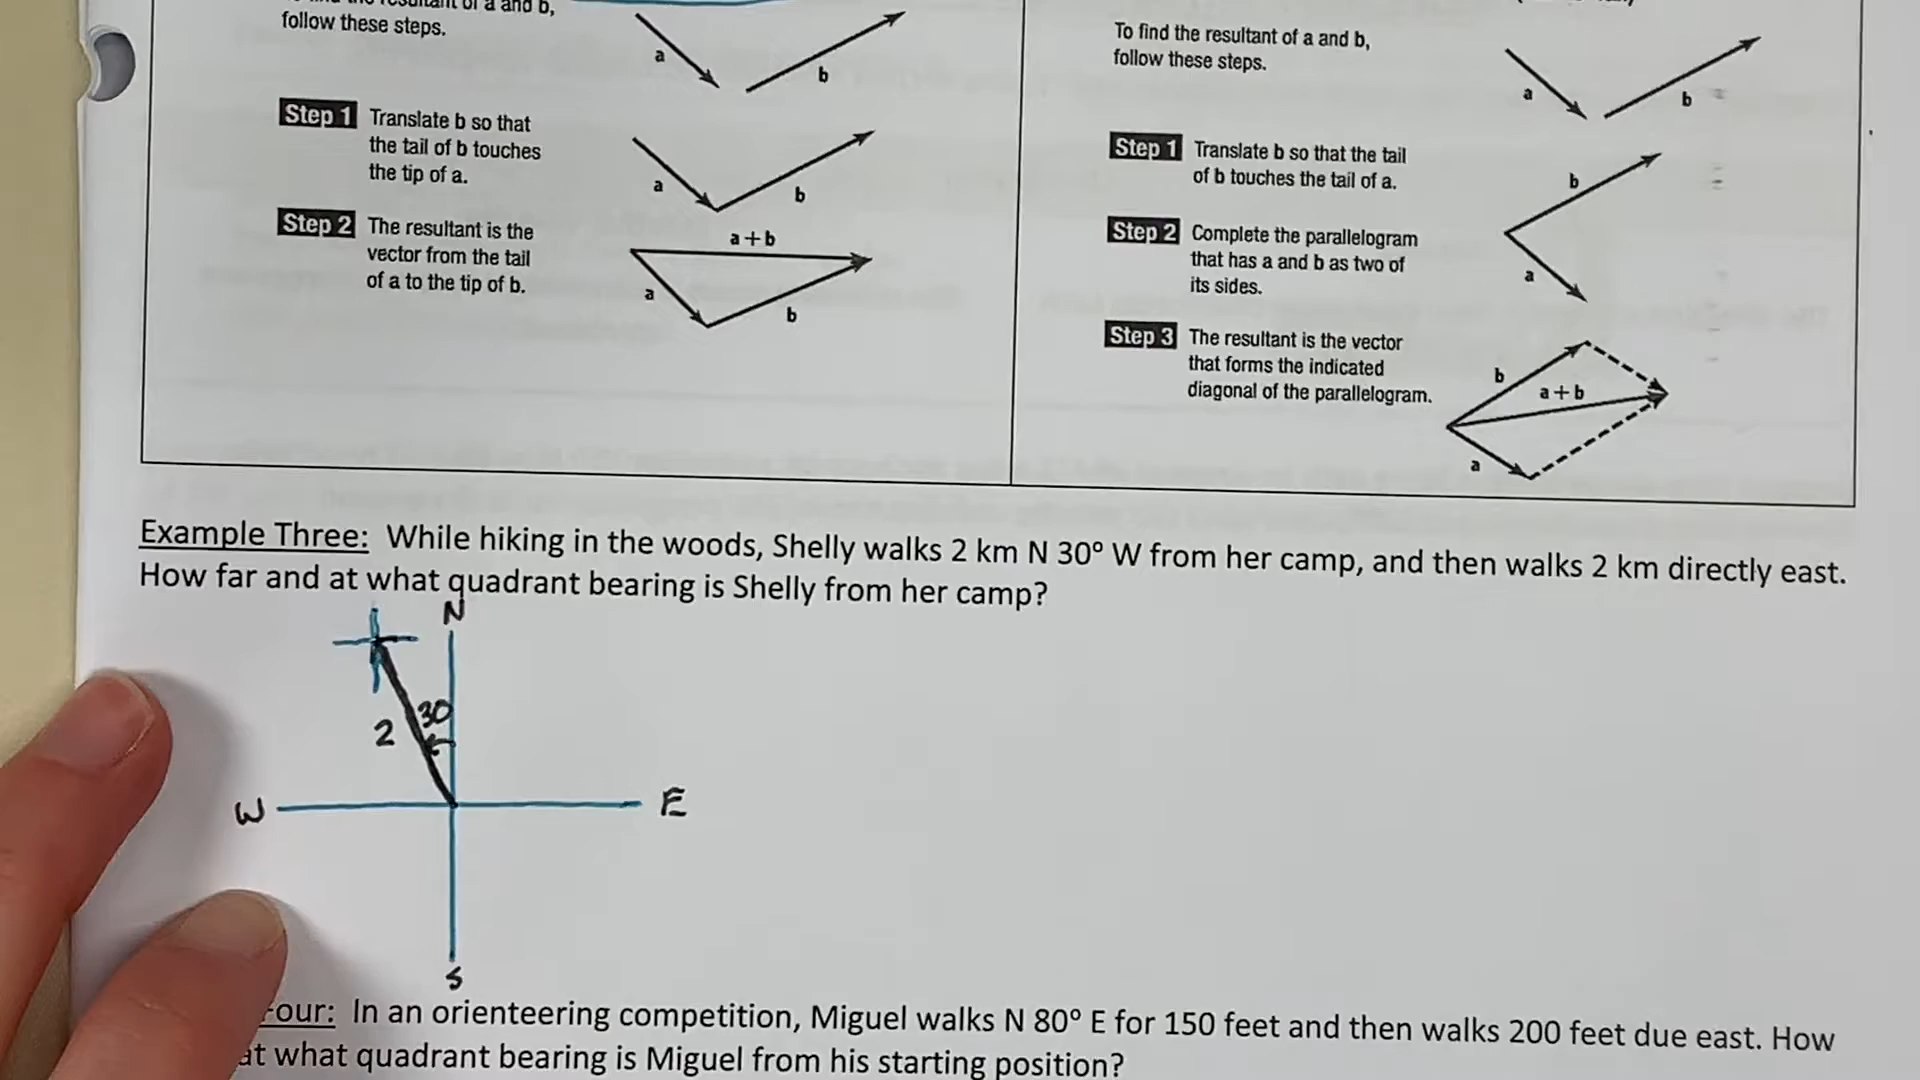 of a and b,
follow these steps.
a
b
Step 1 Translate b so that
the tail of b touches
the tip of a.
a
b
Step 2 The resultant is the
vector from the tail
of a to the tip of b.
a+b
a
b
To find the resultant of a and b,
follow these steps.
a
b
Step 1 Translate b so that the tail
of b touches the tail of a.
b
a
Step 2 Complete the parallelogram
that has a and b as two of
its sides.
Step 3 The resultant is the vector
that forms the indicated
diagonal of the parallelogram.
b
a+b
a
Example Three: While hiking in the woods, Shelly walks 2 km N 30º W from her camp, and then walks 2 km directly east.
How far and at what quadrant bearing is Shelly from her camp?
N
30
2
W
E
S
our: In an orienteering competition, Miguel walks N 80º E for 150 feet and then walks 200 feet due east. How
at what quadrant bearing is Miguel from his starting position?